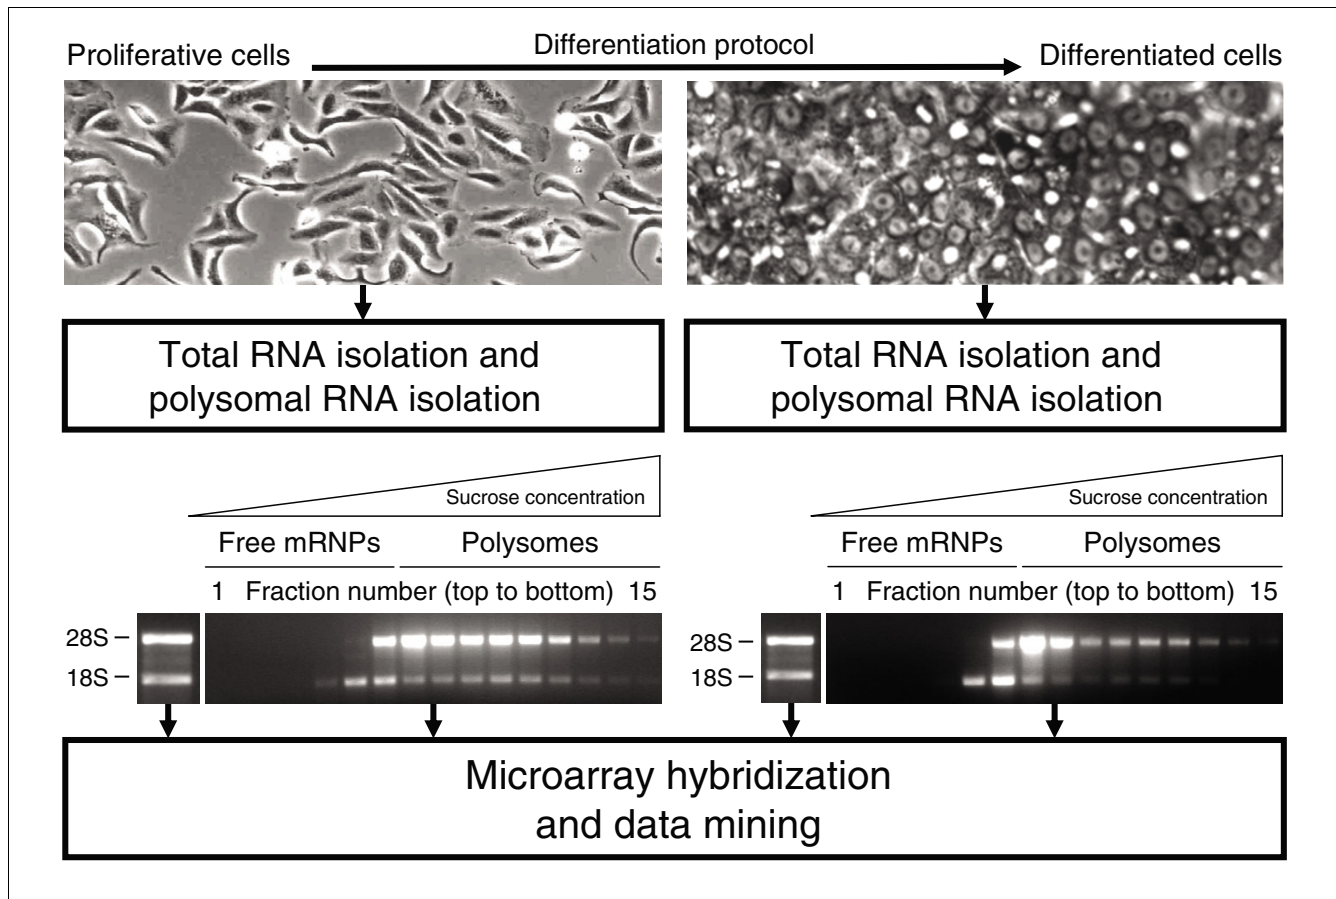 Proliferative cells
Differentiation protocol
Differentiated cells
Total RNA isolation and
polysomal RNA isolation
Total RNA isolation and
polysomal RNA isolation
Sucrose concentration
Free mRNPs
Polysomes
1 Fraction number (top to bottom) 15
28S
18S
Sucrose concentration
Free mRNPs
Polysomes
1 Fraction number (top to bottom) 15
28S
18S
Microarray hybridization
and data mining